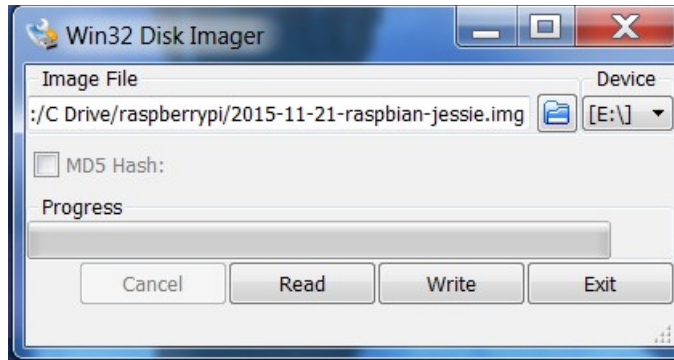 Win32 Disk Imager
Image File Device
:/C Drive/raspberrypi/2015-11-21-raspbian-jessie.img [E:\]
MD5 Hash:
Progress
Cancel Read Write Exit